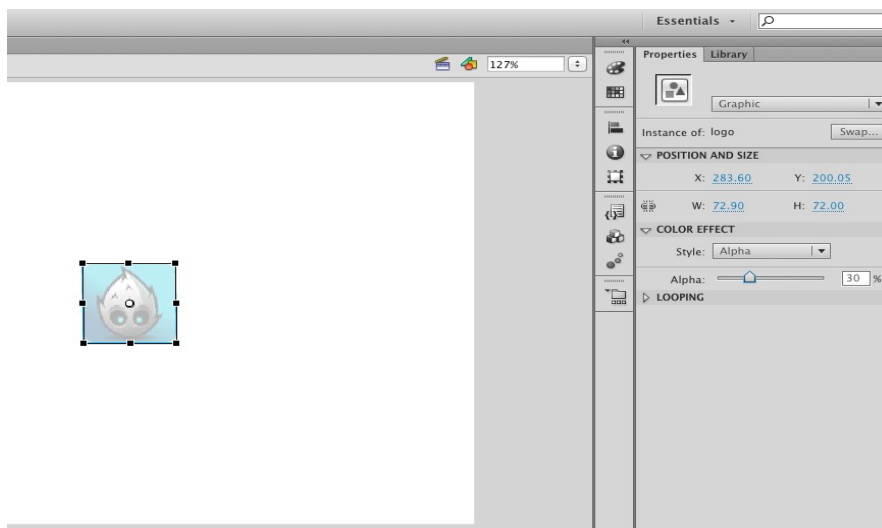 Essentials
127%
Properties Library
Graphic
Instance of: logo Swap...
POSITION AND SIZE
X: 283.60 Y: 200.05
W: 72.90 H: 72.00
COLOR EFFECT
Style: Alpha
Alpha: 30 %
LOOPING